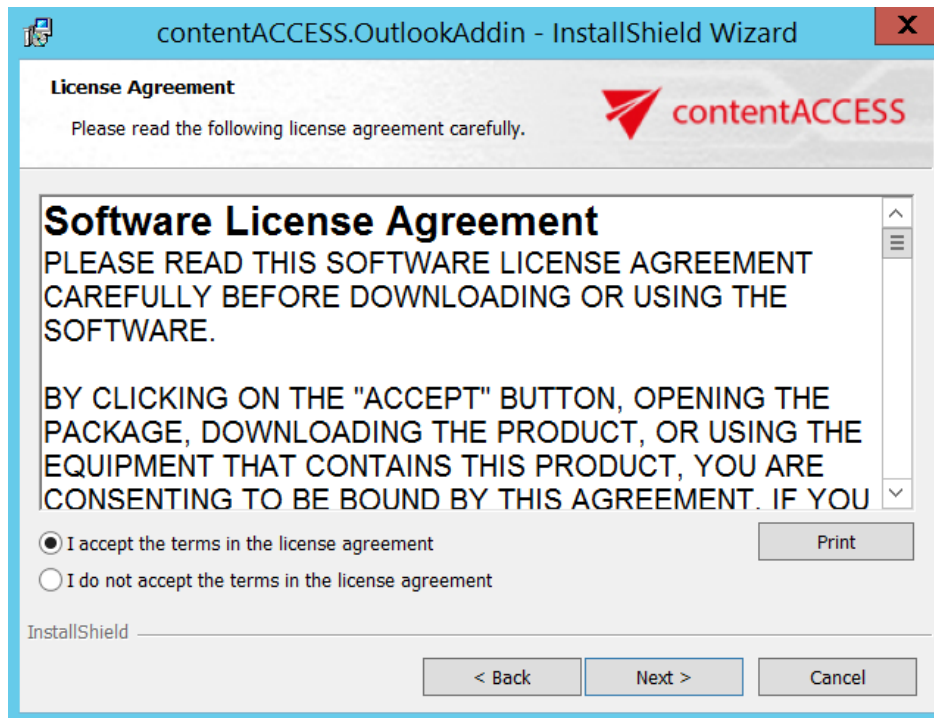 contentACCESS.OutlookAddin - InstallShield Wizard
X
License Agreement
Please read the following license agreement carefully.
contentACCESS
Software License Agreement
PLEASE READ THIS SOFTWARE LICENSE AGREEMENT
CAREFULLY BEFORE DOWNLOADING OR USING THE
SOFTWARE.
BY CLICKING ON THE "ACCEPT" BUTTON, OPENING THE
PACKAGE, DOWNLOADING THE PRODUCT, OR USING THE
EQUIPMENT THAT CONTAINS THIS PRODUCT, YOU ARE
CONSENTING TO BE BOUND BY THIS AGREEMENT. IF YOU
I accept the terms in the license agreement
Print
I do not accept the terms in the license agreement
InstallShield
< Back
Next >
Cancel